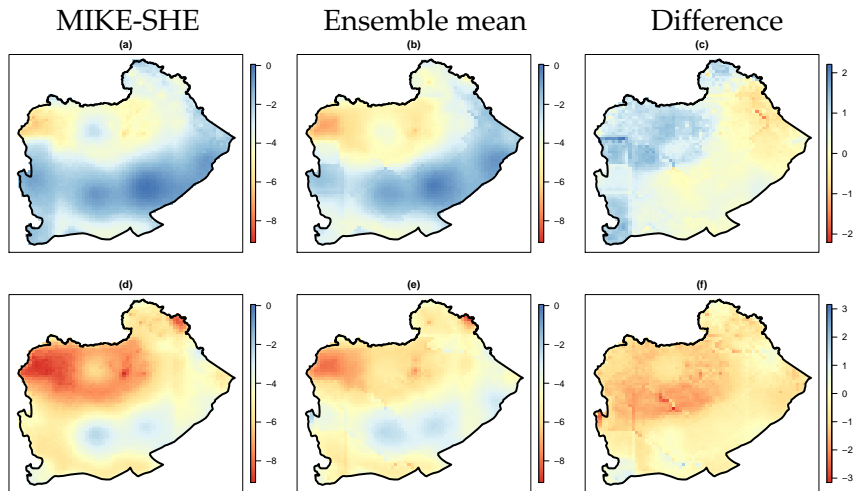 MIKE-SHE Ensemble mean Difference
(a) (b) (c)
0 0 2
−2 −2 1
−4 −4 0
−6 −6 −1
−8 −8 −2
(d) (e) (f)
0 0 3
−2 −2 2
−4 −4 1
−6 −6 0
−8 −8 −1
−2
−3